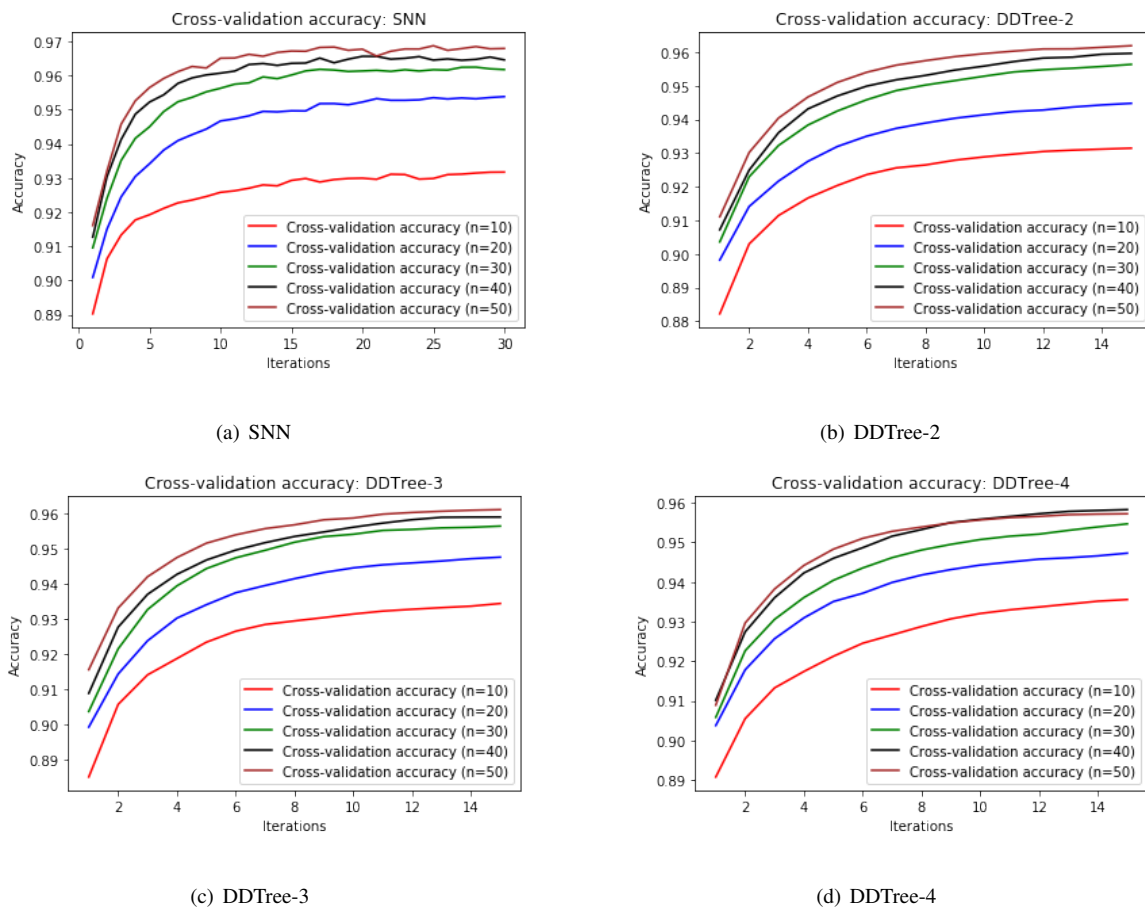 Cross-validation accuracy: SNN
0.97
0.96
0.95
0.94
0.93
0.92
0.91
0.90
0.89
Accuracy
Cross-validation accuracy (n=10)
Cross-validation accuracy (n=20)
Cross-validation accuracy (n=30)
Cross-validation accuracy (n=40)
Cross-validation accuracy (n=50)
0 5 10 15 20 25 30
Iterations
(a) SNN
Cross-validation accuracy: DDTree-2
0.96
0.95
0.94
0.93
0.92
0.91
0.90
0.89
0.88
Accuracy
Cross-validation accuracy (n=10)
Cross-validation accuracy (n=20)
Cross-validation accuracy (n=30)
Cross-validation accuracy (n=40)
Cross-validation accuracy (n=50)
2 4 6 8 10 12 14
Iterations
(b) DDTree-2
Cross-validation accuracy: DDTree-3
0.96
0.95
0.94
0.93
0.92
0.91
0.90
0.89
Accuracy
Cross-validation accuracy (n=10)
Cross-validation accuracy (n=20)
Cross-validation accuracy (n=30)
Cross-validation accuracy (n=40)
Cross-validation accuracy (n=50)
2 4 6 8 10 12 14
Iterations
(c) DDTree-3
Cross-validation accuracy: DDTree-4
0.96
0.95
0.94
0.93
0.92
0.91
0.90
0.89
Accuracy
Cross-validation accuracy (n=10)
Cross-validation accuracy (n=20)
Cross-validation accuracy (n=30)
Cross-validation accuracy (n=40)
Cross-validation accuracy (n=50)
2 4 6 8 10 12 14
Iterations
(d) DDTree-4